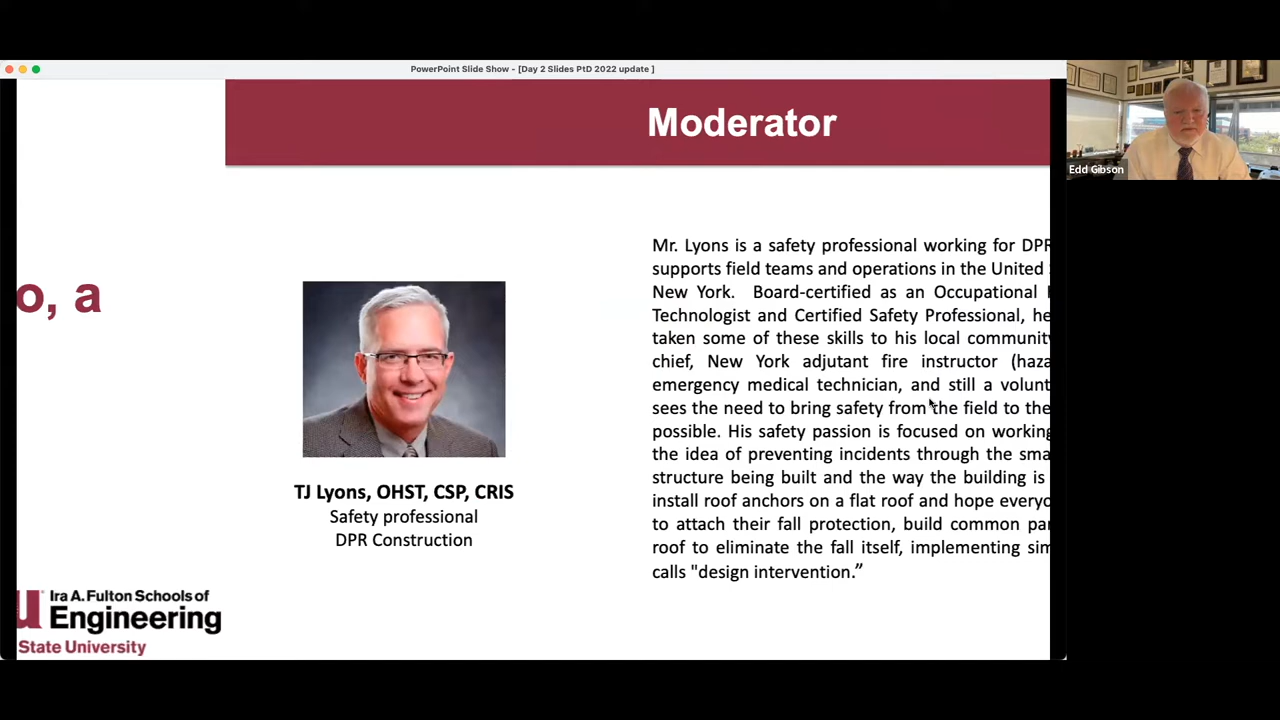 PowerPoint Slide Show - [Day 2 Slides PtD 2022 update ]
Moderator
Edd Gibson
o, a
Mr. Lyons is a safety professional working for DPR
supports field teams and operations in the United
New York. Board-certified as an Occupational
Technologist and Certified Safety Professional, he
taken some of these skills to his local community
chief, New York adjutant fire instructor (haza
emergency medical technician, and still a volunt
sees the need to bring safety from the field to the
possible. His safety passion is focused on working
the idea of preventing incidents through the sma
structure being built and the way the building is
install roof anchors on a flat roof and hope everyo
to attach their fall protection, build common par
roof to eliminate the fall itself, implementing sim
calls "design intervention.”
TJ Lyons, OHST, CSP, CRIS
Safety professional
DPR Construction
Ira A. Fulton Schools of
Engineering
State University